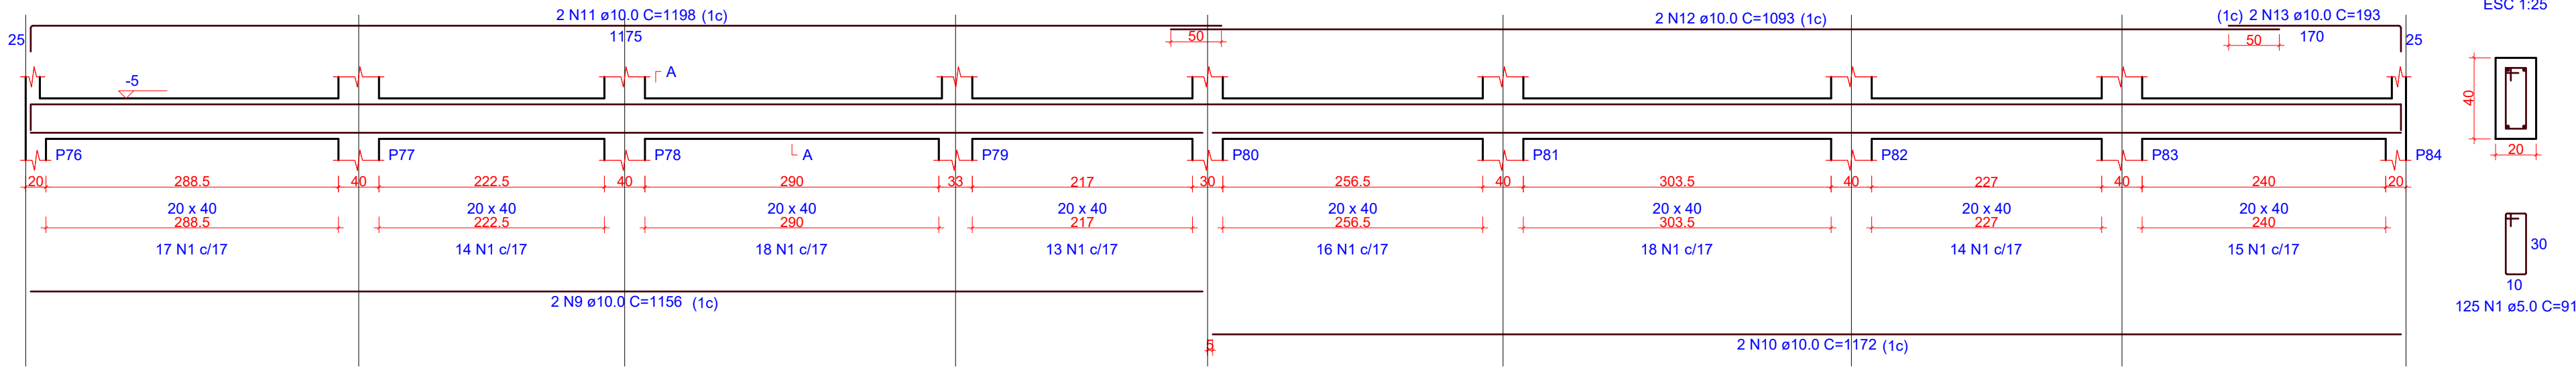 2 N11 ø10.0 C=1198 (1c)
2 N12 ø10.0 C=1093 (1c)
(1c) 2 N13 ø10.0 C=193
ESC 1:25
25
1175
50
50
170
25
-5
A
40
P76
P77
P78
A
P79
P80
P81
P82
P83
P84
20
20
288.5
40
222.5
40
290
33
217
30
256.5
40
303.5
40
227
40
240
20
20 x 40
20 x 40
20 x 40
20 x 40
20 x 40
20 x 40
20 x 40
20 x 40
288.5
222.5
290
217
256.5
303.5
227
240
17 N1 c/17
14 N1 c/17
18 N1 c/17
13 N1 c/17
16 N1 c/17
18 N1 c/17
14 N1 c/17
15 N1 c/17
30
10
2 N9 ø10.0 C=1156 (1c)
125 N1 ø5.0 C=91
5
2 N10 ø10.0 C=1172 (1c)